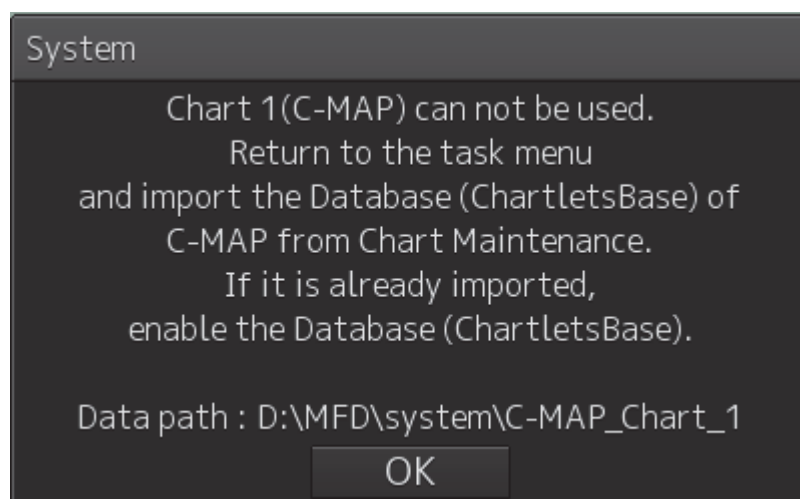 System
Chart 1(C-MAP) can not be used.
Return to the task menu
and import the Database (ChartletsBase) of
C-MAP from Chart Maintenance.
If it is already imported,
enable the Database (ChartletsBase).
Data path : D:\MFD\system\C-MAP_Chart_1
OK